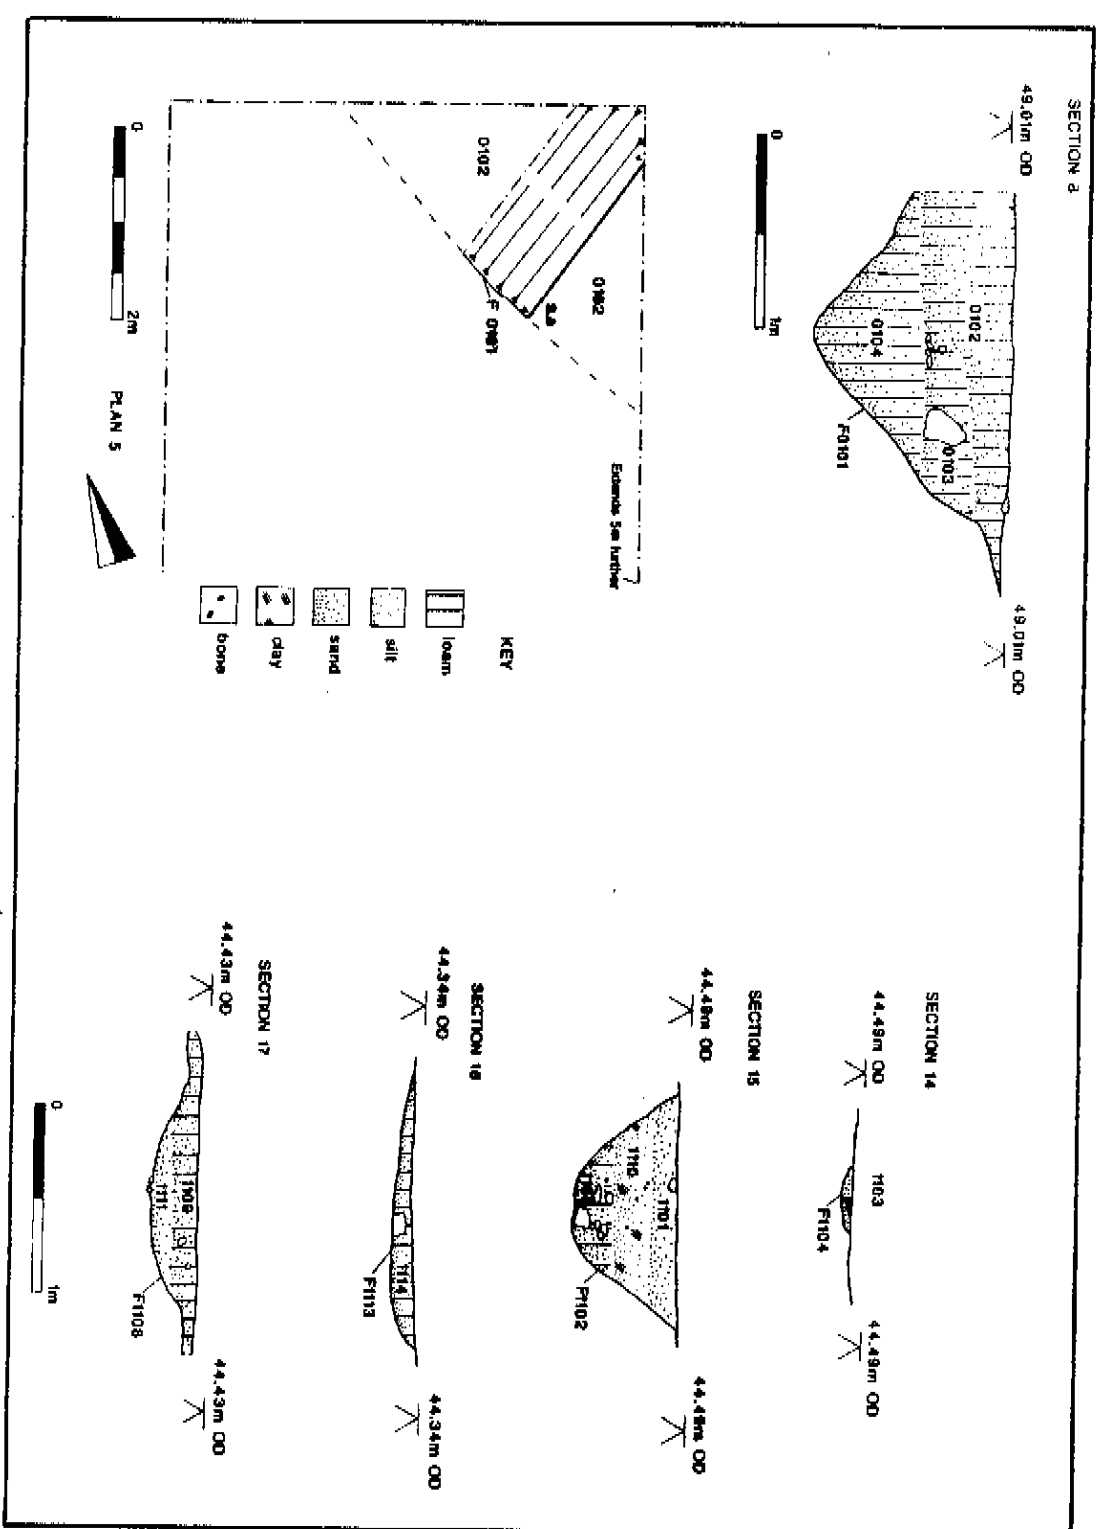 49.01m OD
49.01m OD
0102
0103
0104
F0101
0
1m
0102
F 0101
Extends 5m further
0
2m
PLAN 5
KEY
loam
silt
sand
clay
bone
SECTION 14
44.49m OD
44.49m OD
1103
F1104
SECTION 15
44.49m OD
44.49m OD
1101
1110
F1102
SECTION 16
44.34m OD
44.34m OD
1114
F1113
SECTION 17
44.43m OD
44.43m OD
1109
1111
F1108
0
1m